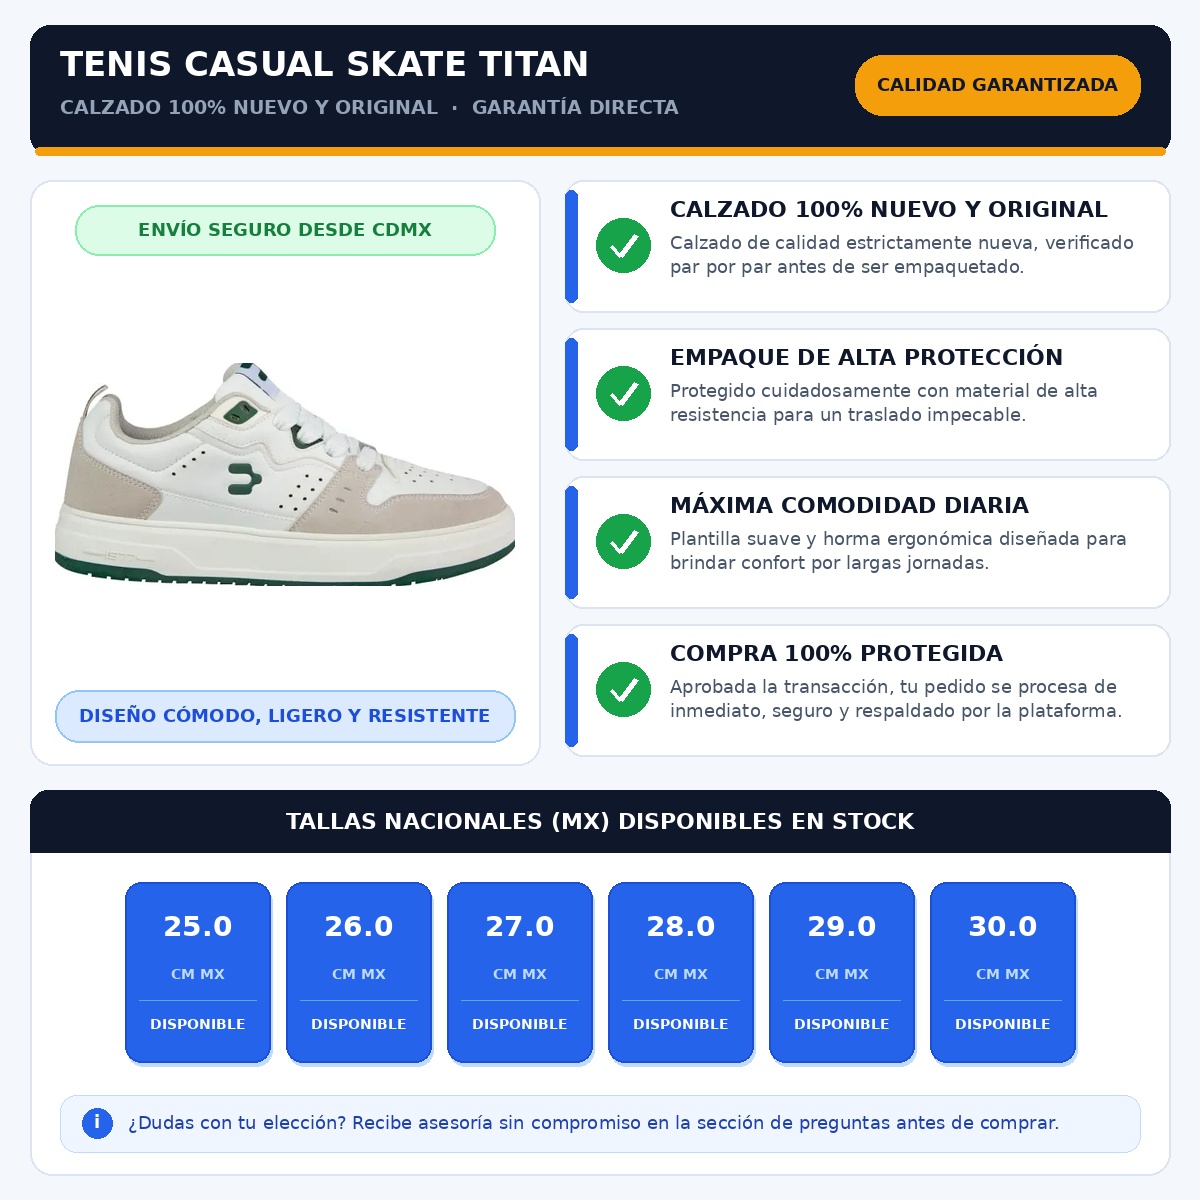 TENIS CASUAL SKATE TITAN
CALZADO 100% NUEVO Y ORIGINAL · GARANTÍA DIRECTA
CALIDAD GARANTIZADA
ENVÍO SEGURO DESDE CDMX
DISEÑO CÓMODO, LIGERO Y RESISTENTE
CALZADO 100% NUEVO Y ORIGINAL
Calzado de calidad estrictamente nueva, verificado
par por par antes de ser empaquetado.
EMPAQUE DE ALTA PROTECCIÓN
Protegido cuidadosamente con material de alta
resistencia para un traslado impecable.
MÁXIMA COMODIDAD DIARIA
Plantilla suave y horma ergonómica diseñada para
brindar confort por largas jornadas.
COMPRA 100% PROTEGIDA
Aprobada la transacción, tu pedido se procesa de
inmediato, seguro y respaldado por la plataforma.
TALLAS NACIONALES (MX) DISPONIBLES EN STOCK
25.0
CM MX
DISPONIBLE
26.0
CM MX
DISPONIBLE
27.0
CM MX
DISPONIBLE
28.0
CM MX
DISPONIBLE
29.0
CM MX
DISPONIBLE
30.0
CM MX
DISPONIBLE
i ¿Dudas con tu elección? Recibe asesoría sin compromiso en la sección de preguntas antes de comprar.